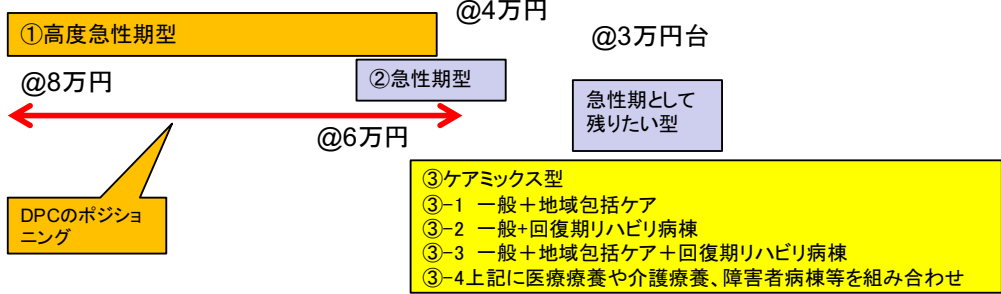 @4万円
①高度急性期型
@3万円台
@8万円
②急性期型
急性期として
残りたい型
@6万円
③ケアミックス型
③-1 一般＋地域包括ケア
③-2 一般+回復期リハビリ病棟
③-3 一般＋地域包括ケア＋回復期リハビリ病棟
③-4上記に医療療養や介護療養、障害者病棟等を組み合わせ
DPCのポジショ
ニング